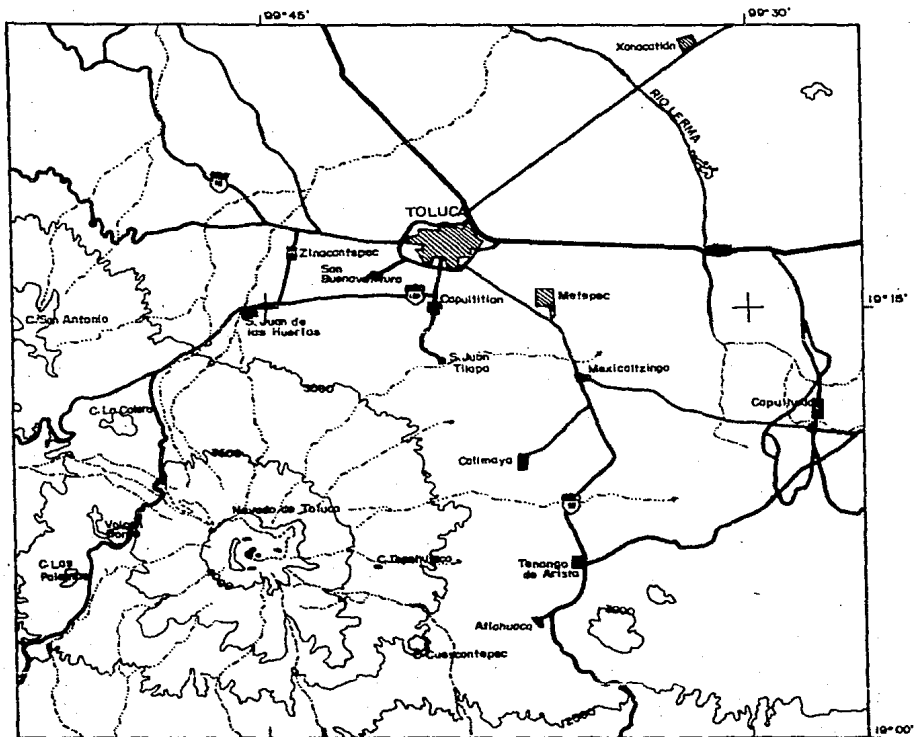 99°45'
99°30'
Xonacatlán
RIO LERMA
TOLUCA
Zinacantepec
San
Buenaventura
Metepec
Capultitlan
19°15'
C. San Antonio
S. Juan de
las Huertas
S. Juan
Tilapa
Mexicaltzingo
3000
C. La Calera
Capulhuac
Calimaya
3500
Nevado de Toluca
C. Las
Palomas
Tenango
de Arista
3000
Atlahuaca
C. Cuescontepec
19°00'